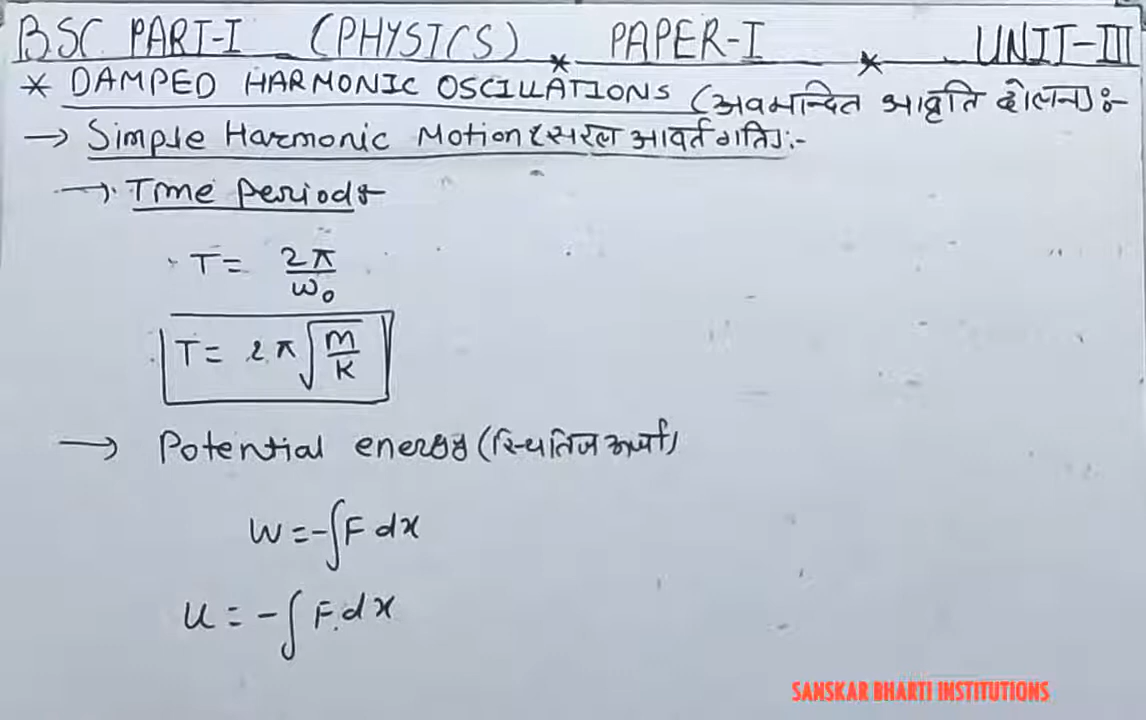 BSC PART-I (PHYSICS) * PAPER-I * UNIT-III
* DAMPED HARMONIC OSCILLATIONS (अवमन्दित आवृति दोलन):-
→ Simple Harmonic Motion (सरल आवर्त गति):-
→ Time Period:-
T = 2π/ω₀
T = 2π√(m/K)
→ Potential energy (स्थितिज ऊर्जा)
W = -∫F dx
U = -∫F.dx
SANSKAR BHARTI INSTITUTIONS